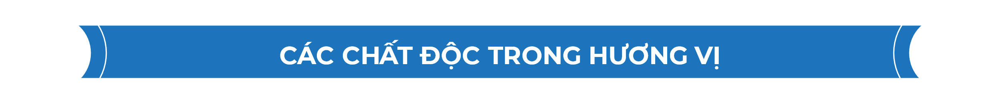 CÁC CHẤT ĐỘC TRONG HƯƠNG VỊ